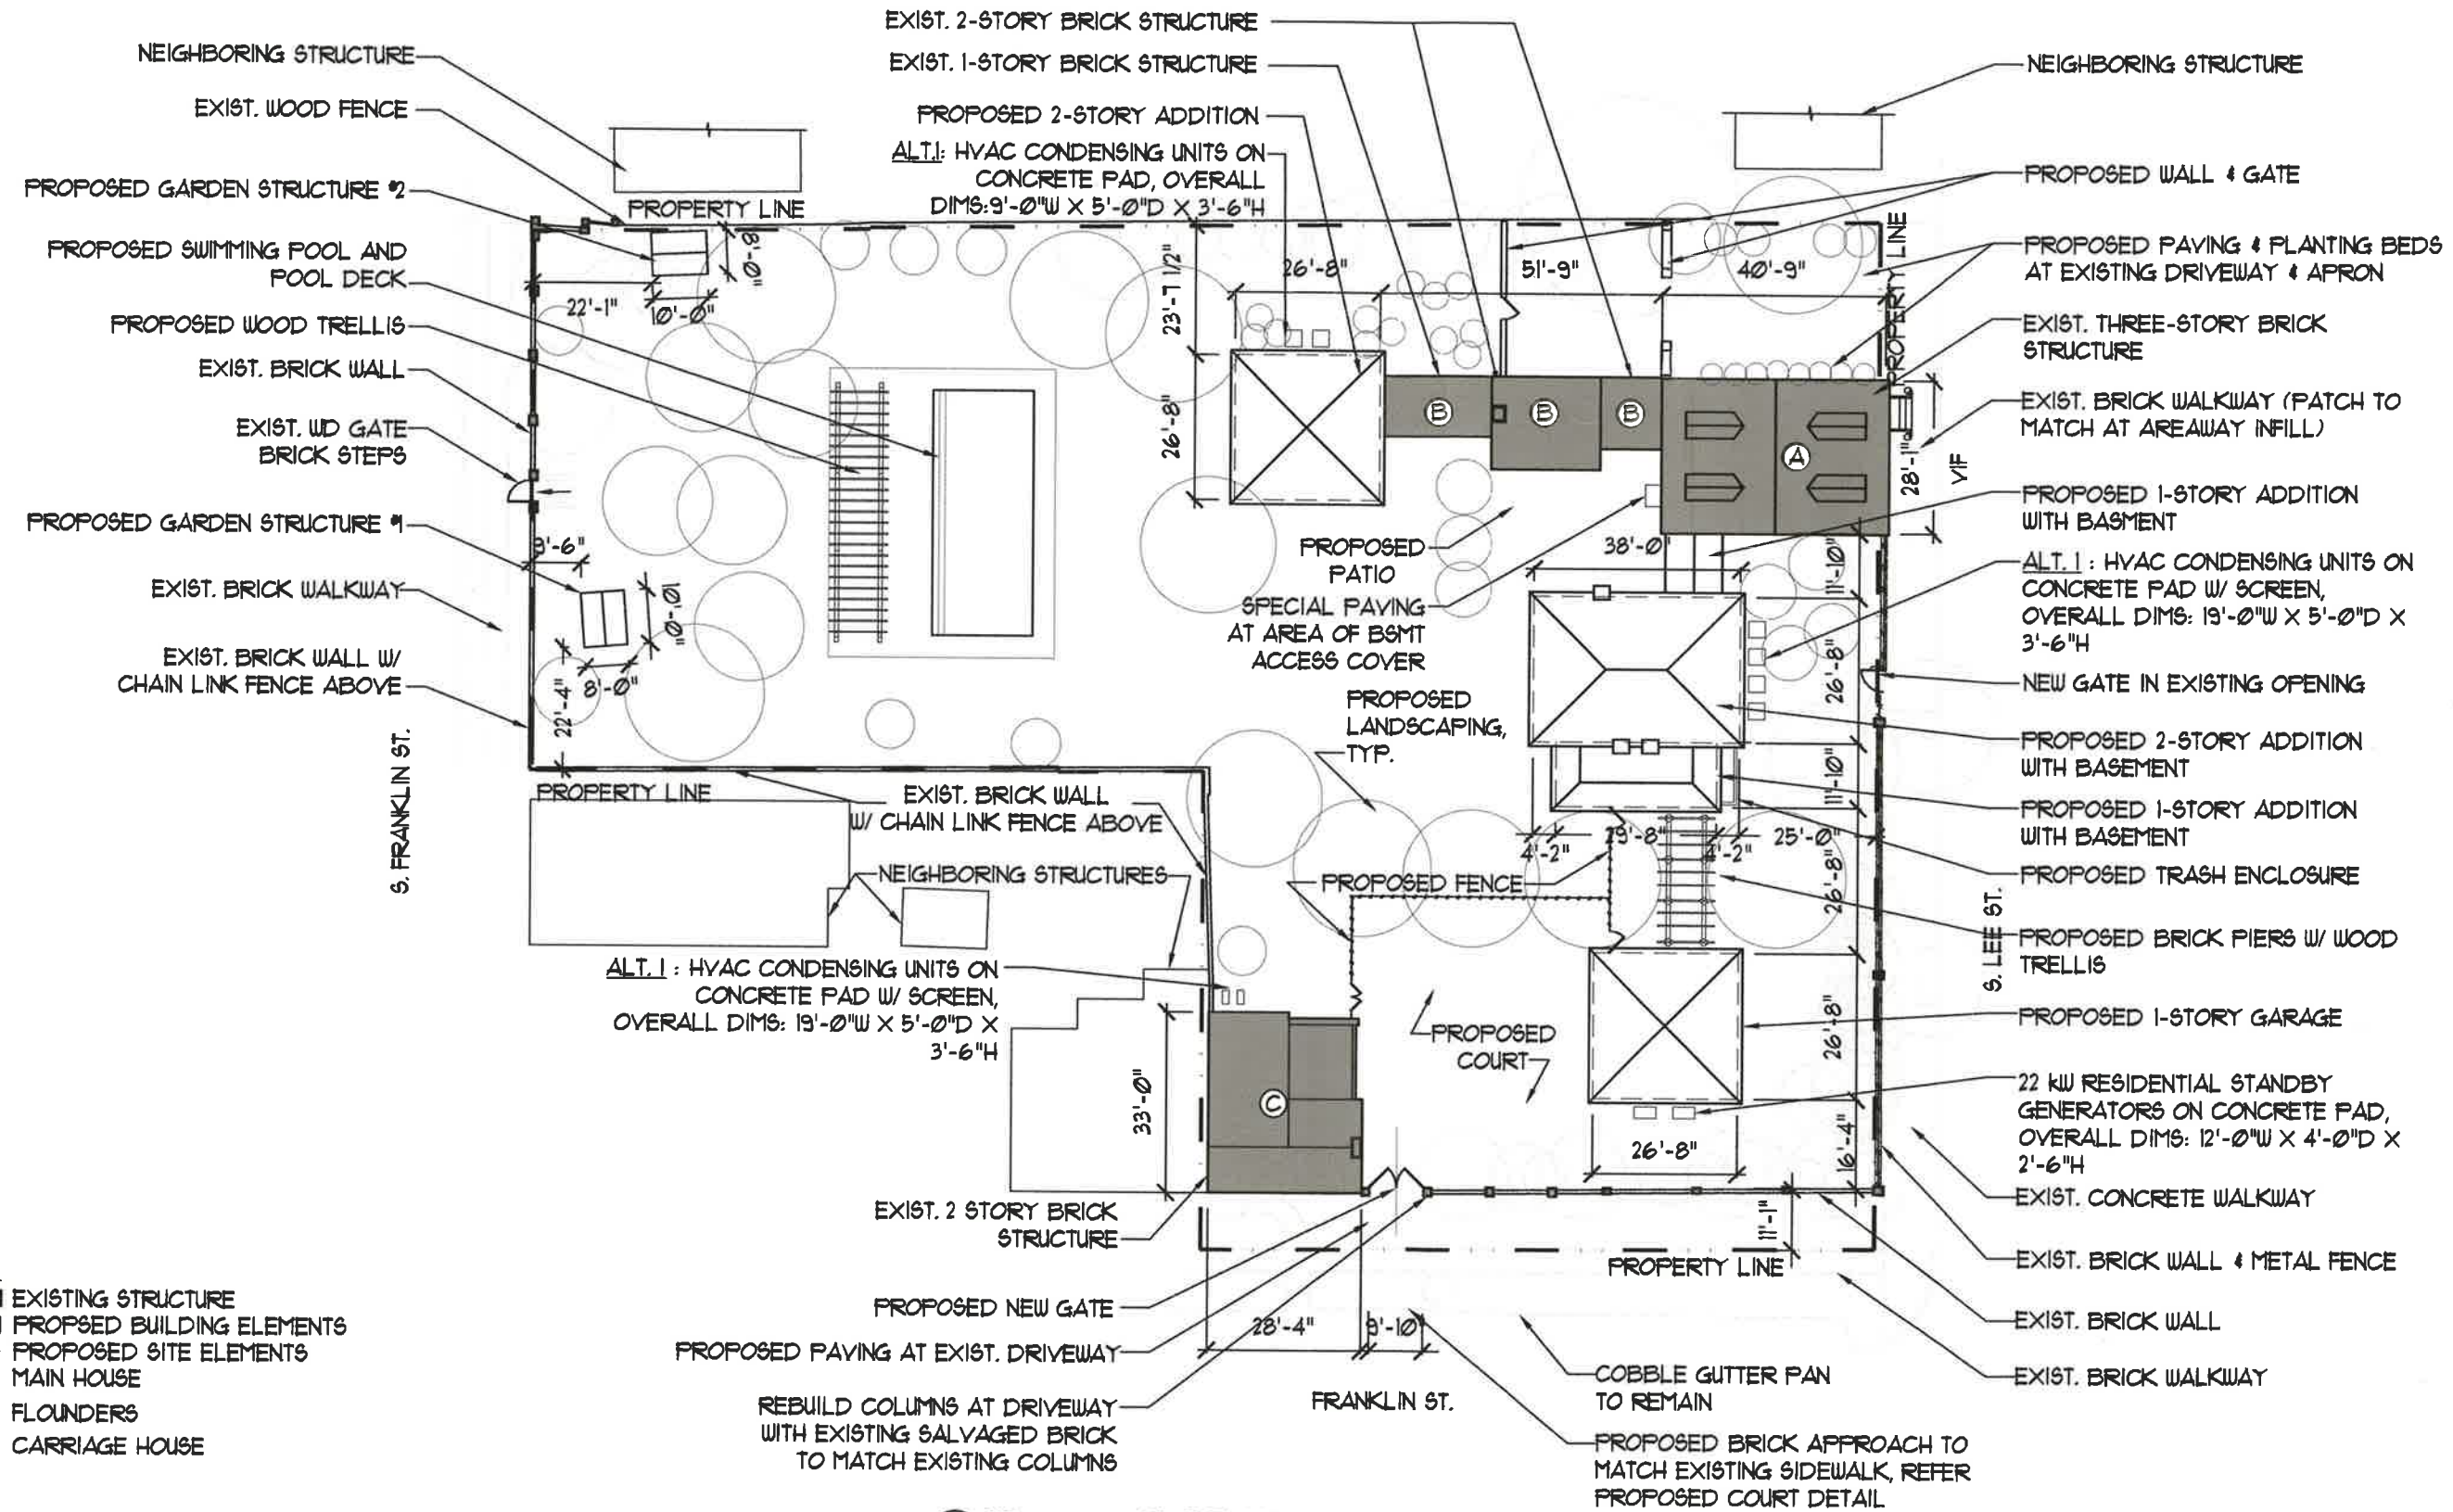 EXIST. 2-STORY BRICK STRUCTURE
EXIST. 1-STORY BRICK STRUCTURE
PROPOSED 2-STORY ADDITION
ALT.1: HVAC CONDENSING UNITS ON
CONCRETE PAD, OVERALL
DIMS:9'-0"W X 5'-0"D X 3'-6"H
NEIGHBORING STRUCTURE
EXIST. WOOD FENCE
PROPOSED GARDEN STRUCTURE #2
PROPOSED SWIMMING POOL AND
POOL DECK
PROPOSED WOOD TRELLIS
EXIST. BRICK WALL
EXIST. WD GATE
BRICK STEPS
PROPOSED GARDEN STRUCTURE #1
EXIST. BRICK WALKWAY
EXIST. BRICK WALL W/
CHAIN LINK FENCE ABOVE
S. FRANKLIN ST.
PROPERTY LINE
8'-0"
22'-1"
10'-0"
9'-6"
10'-0"
8'-0"
22'-4"
PROPERTY LINE
EXIST. BRICK WALL
W/ CHAIN LINK FENCE ABOVE
NEIGHBORING STRUCTURES
ALT. 1 : HVAC CONDENSING UNITS ON
CONCRETE PAD W/ SCREEN,
OVERALL DIMS: 19'-0"W X 5'-0"D X
3'-6"H
23'-7 1/2"
26'-8"
26'-8"
51'-9"
40'-9"
PROPERTY LINE
B
B
B
A
28'-1"
VIF
PROPOSED
PATIO
SPECIAL PAVING
AT AREA OF BSMT
ACCESS COVER
38'-0"
11'-10"
26'-8"
11'-10"
PROPOSED
LANDSCAPING,
TYP.
4'-2"
29'-8"
4'-2"
25'-0"
26'-8"
PROPOSED FENCE
S. LEE ST.
PROPOSED
COURT
26'-8"
26'-8"
16'-4"
11'-1"
33'-0"
C
EXIST. 2 STORY BRICK
STRUCTURE
PROPERTY LINE
PROPOSED NEW GATE
PROPOSED PAVING AT EXIST. DRIVEWAY
REBUILD COLUMNS AT DRIVEWAY
WITH EXISTING SALVAGED BRICK
TO MATCH EXISTING COLUMNS
28'-4"
9'-10"
FRANKLIN ST.
COBBLE GUTTER PAN
TO REMAIN
PROPOSED BRICK APPROACH TO
MATCH EXISTING SIDEWALK, REFER
PROPOSED COURT DETAIL
NEIGHBORING STRUCTURE
PROPOSED WALL & GATE
PROPOSED PAVING & PLANTING BEDS
AT EXISTING DRIVEWAY & APRON
EXIST. THREE-STORY BRICK
STRUCTURE
EXIST. BRICK WALKWAY (PATCH TO
MATCH AT AREAWAY INFILL)
PROPOSED 1-STORY ADDITION
WITH BASMENT
ALT. 1 : HVAC CONDENSING UNITS ON
CONCRETE PAD W/ SCREEN,
OVERALL DIMS: 19'-0"W X 5'-0"D X
3'-6"H
NEW GATE IN EXISTING OPENING
PROPOSED 2-STORY ADDITION
WITH BASEMENT
PROPOSED 1-STORY ADDITION
WITH BASEMENT
PROPOSED TRASH ENCLOSURE
PROPOSED BRICK PIERS W/ WOOD
TRELLIS
PROPOSED 1-STORY GARAGE
22 kW RESIDENTIAL STANDBY
GENERATORS ON CONCRETE PAD,
OVERALL DIMS: 12'-0"W X 4'-0"D X
2'-6"H
EXIST. CONCRETE WALKWAY
EXIST. BRICK WALL & METAL FENCE
EXIST. BRICK WALL
EXIST. BRICK WALKWAY
EXISTING STRUCTURE
PROPSED BUILDING ELEMENTS
PROPOSED SITE ELEMENTS
MAIN HOUSE
FLOUNDERS
CARRIAGE HOUSE